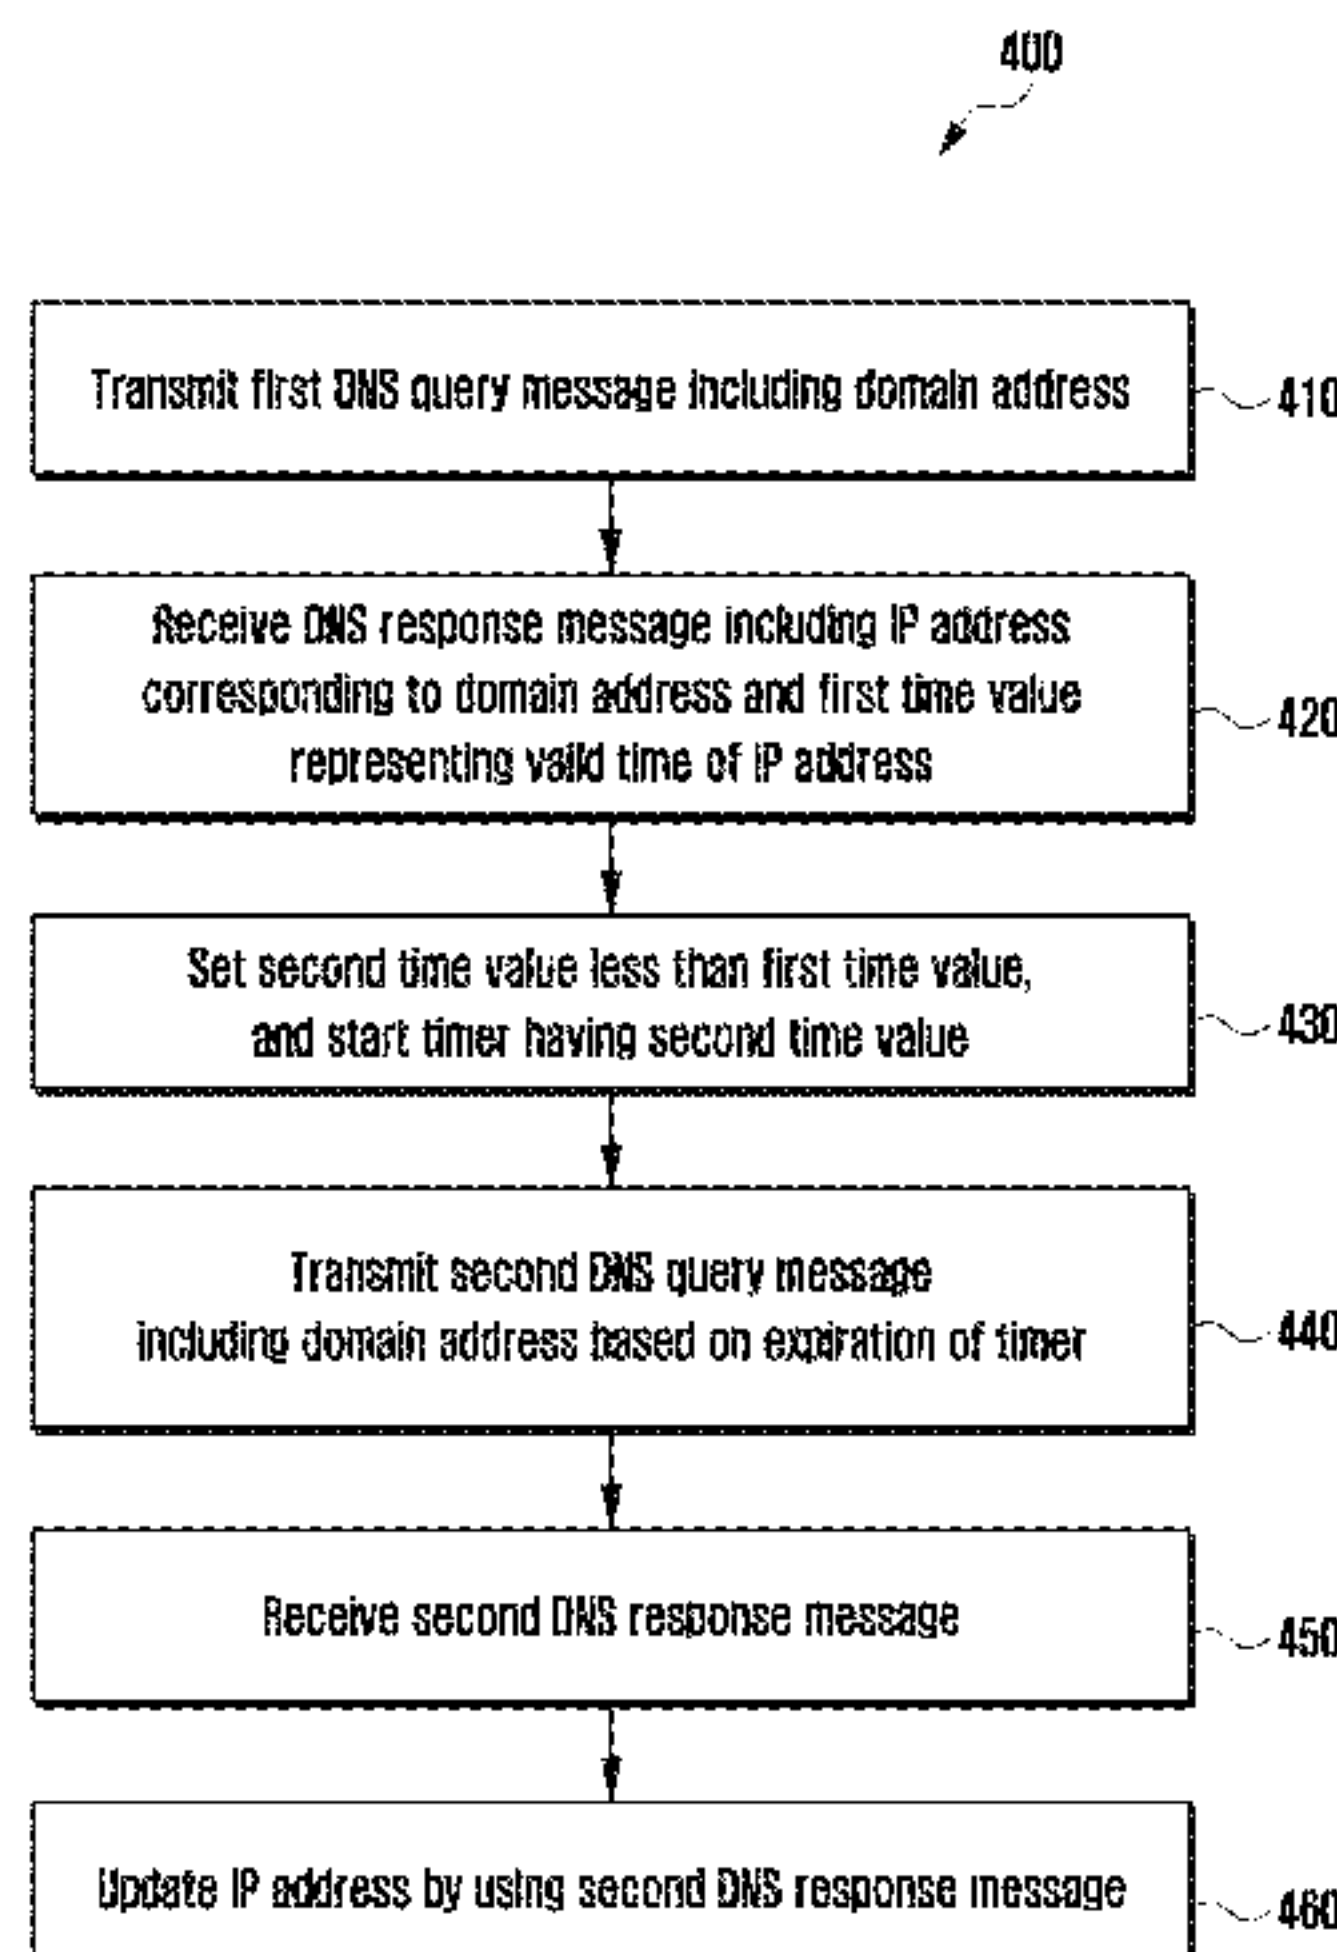 400
Transmit first DNS query message including domain address
410
Receive DNS response message including IP address
corresponding to domain address and first time value
representing valid time of IP address
420
Set second time value less than first time value,
and start timer having second time value
430
Transmit second DNS query message
including domain address based on expiration of timer
440
Receive second DNS response message
450
Update IP address by using second DNS response message
460